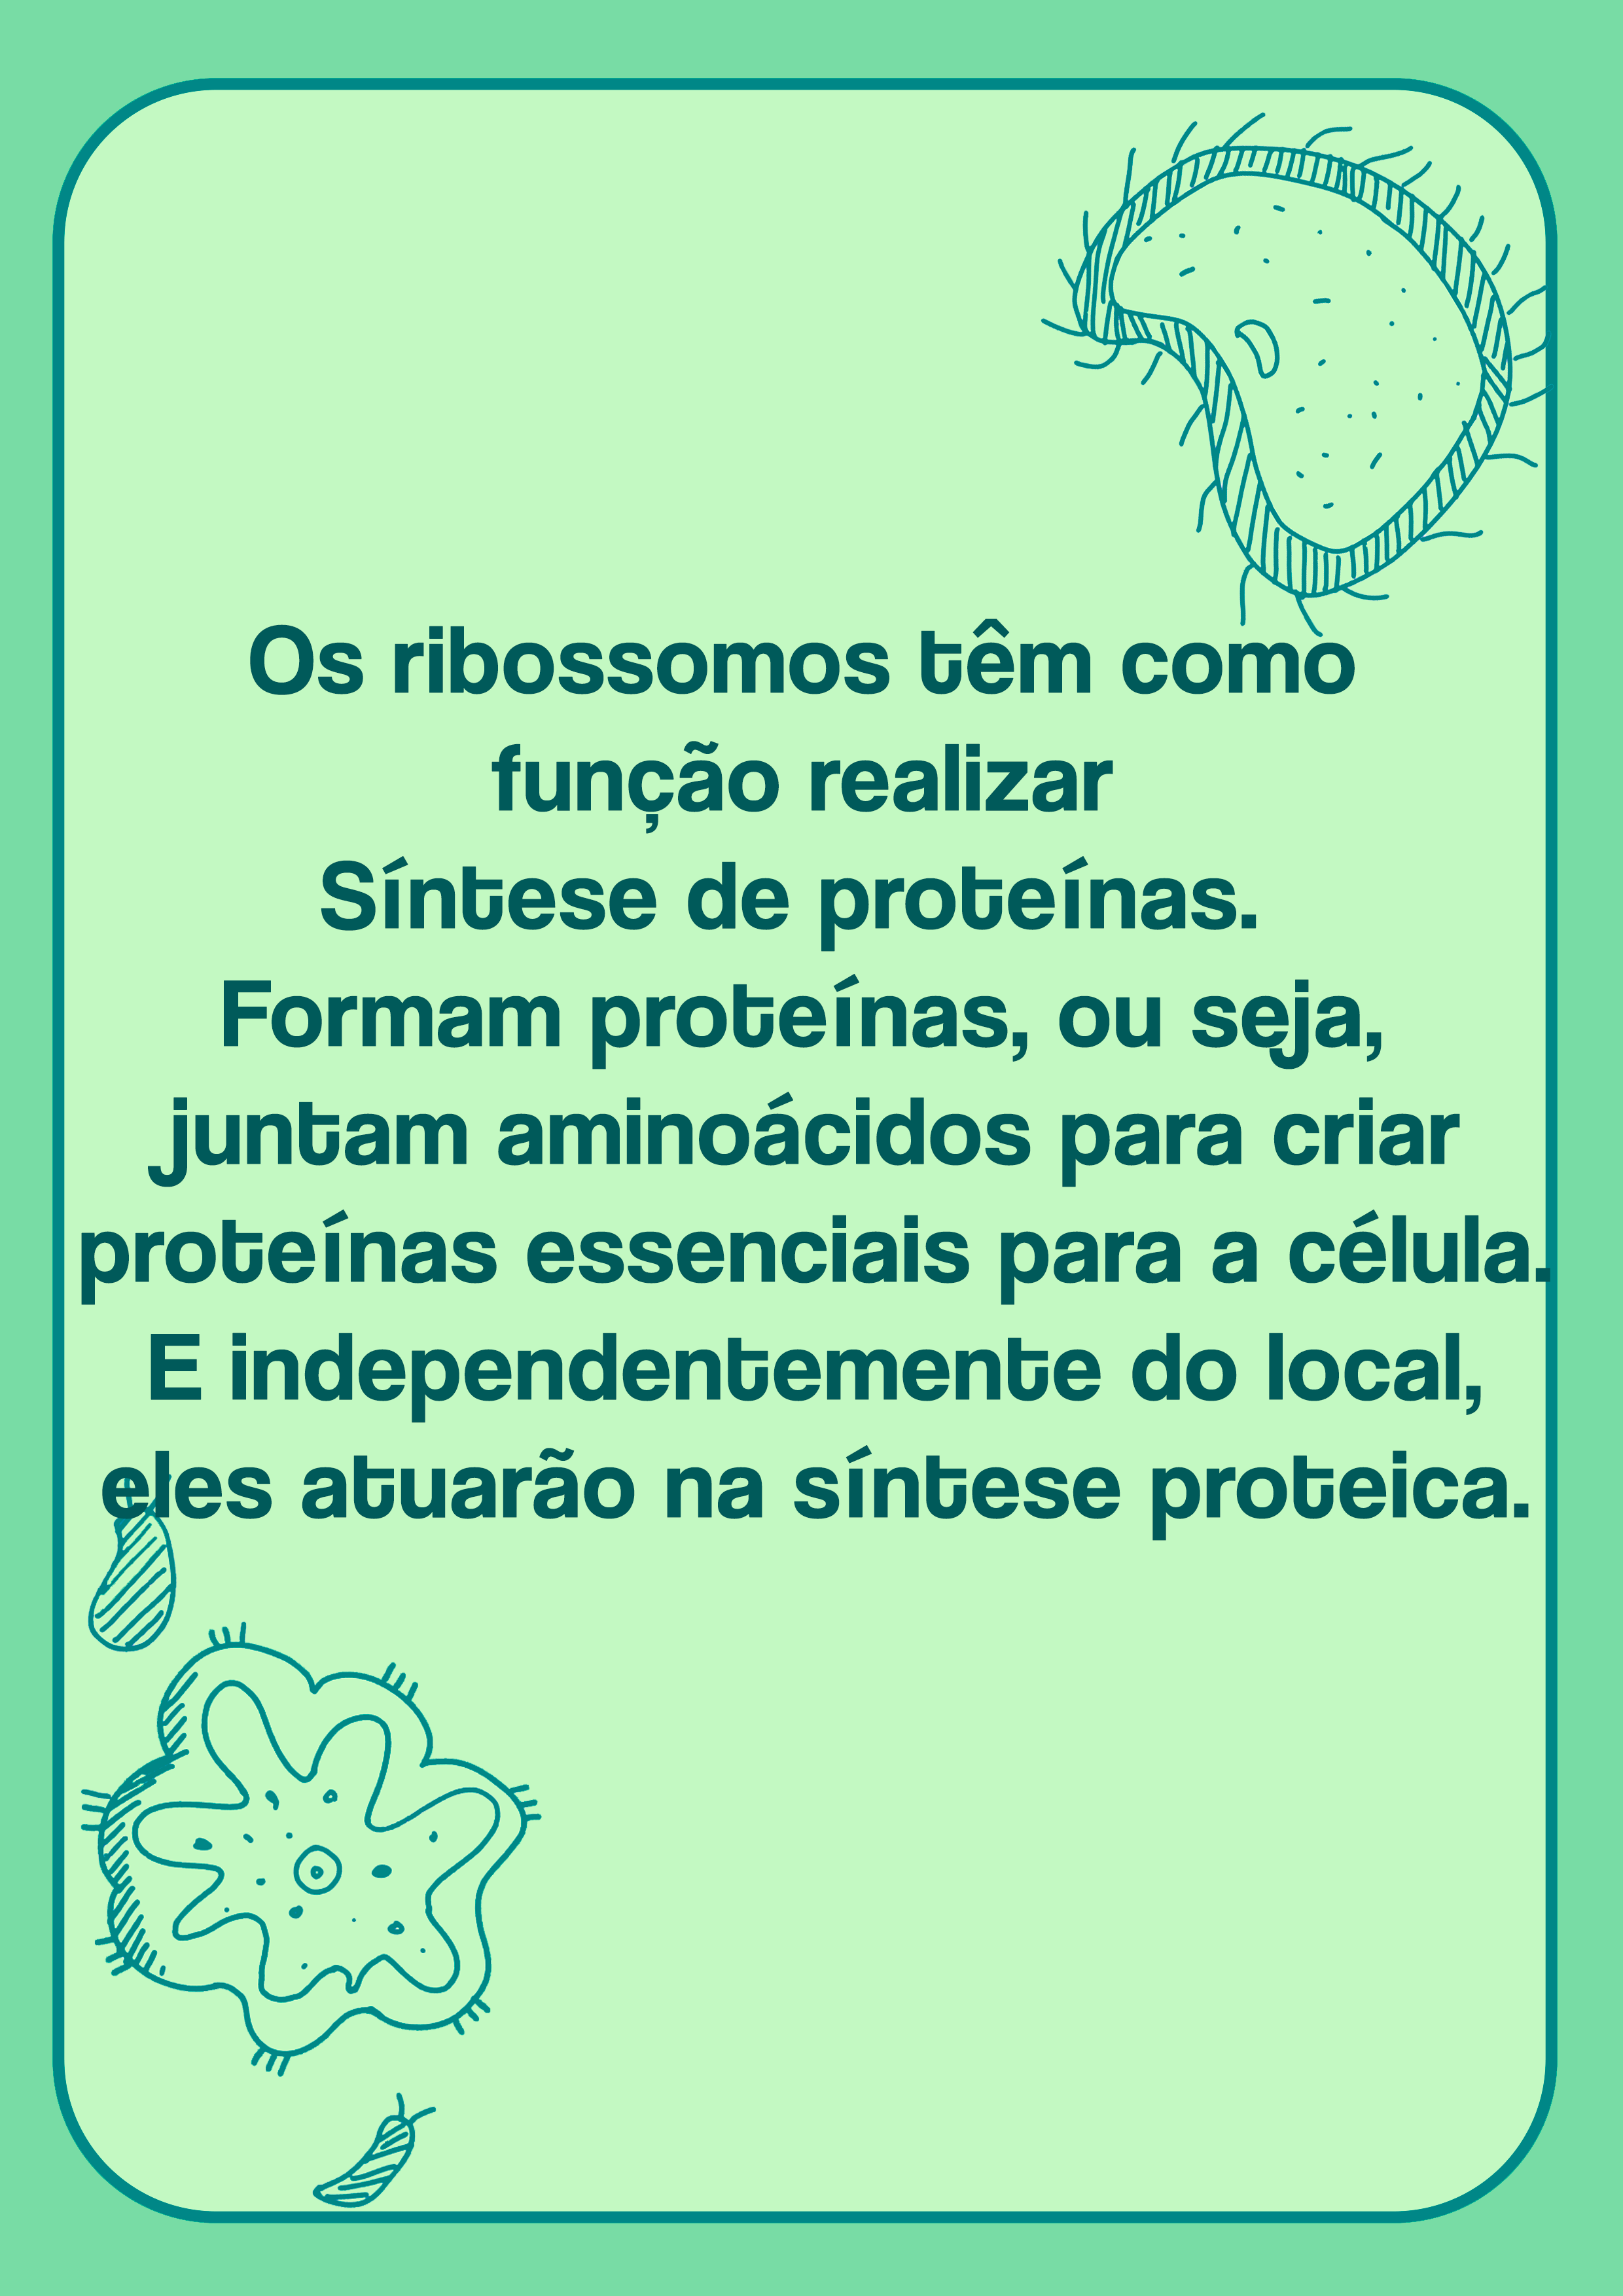 Os ribossomos têm como
função realizar
Síntese de proteínas.
Formam proteínas, ou seja,
juntam aminoácidos para criar
proteínas essenciais para a célula.
E independentemente do local,
eles atuarão na síntese proteica.